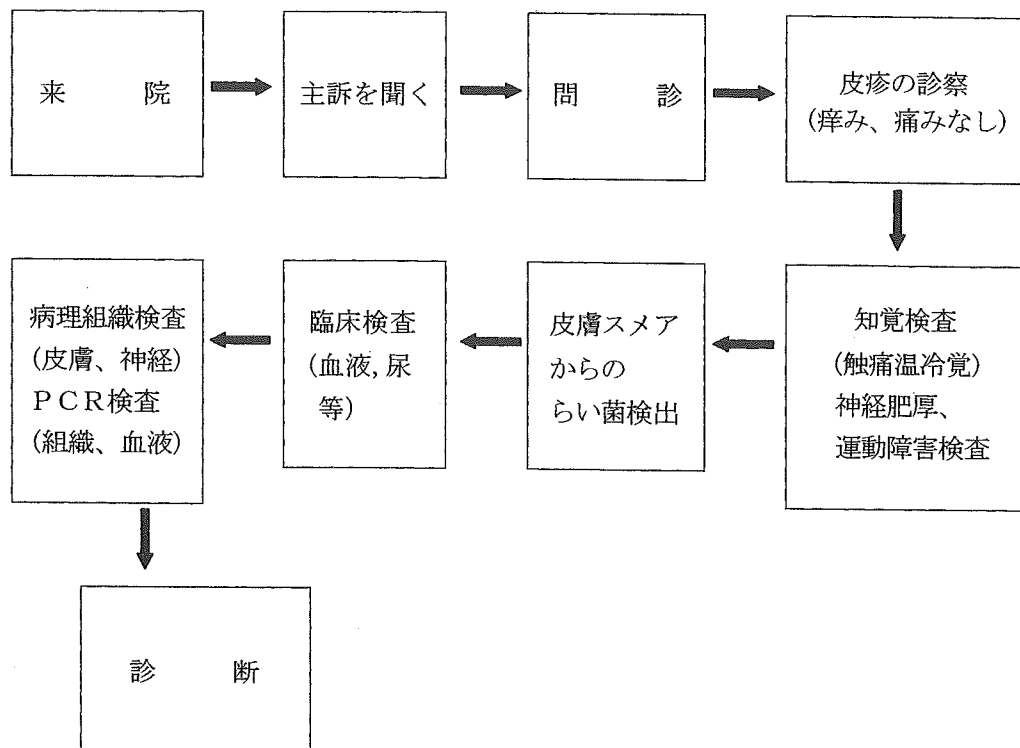 来　院
主訴を聞く
問　診
皮疹の診察
(痒み、痛みなし)
知覚検査
(触痛温冷覚)
神経肥厚、
運動障害検査
皮膚スメア
からの
らい菌検出
臨床検査
(血液,尿
等)
病理組織検査
(皮膚、神経)
ＰＣＲ検査
(組織、血液)
診　断